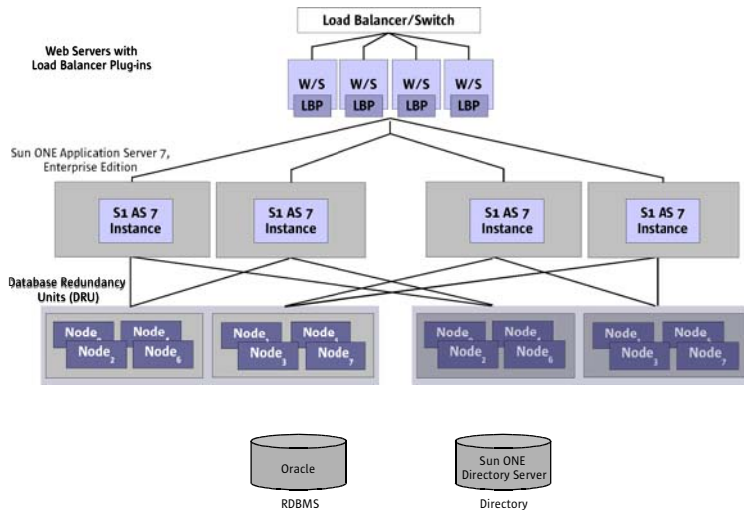 Load Balancer/Switch
Web Servers with
Load Balancer Plug-ins
W/S W/S W/S W/S
LBP LBP LBP LBP
Sun ONE Application Server 7,
Enterprise Edition
S1 AS 7
Instance
S1 AS 7
Instance
S1 AS 7
Instance
S1 AS 7
Instance
Database Redundancy
Units (DRU)
Node Node
Node2 Node6
Node Node
Node3 Node7
Node Node
Node2 Node6
Node Node
Node3 Node7
Oracle
RDBMS
Sun ONE
Directory Server
Directory